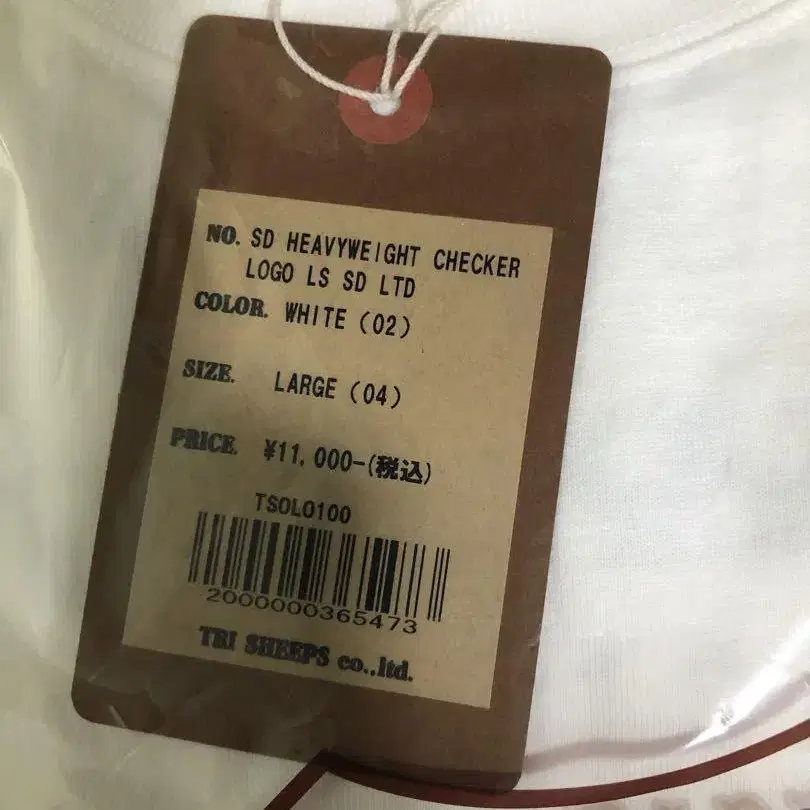 NO. SD HEAVYWEIGHT CHECKER
LOGO LS SD LTD
COLOR. WHITE (02)
SIZE. LARGE (04)
PRICE. ¥11,000-(税込)
TSOLO100
2000000365473
TRI SHEEPS co.,ltd.